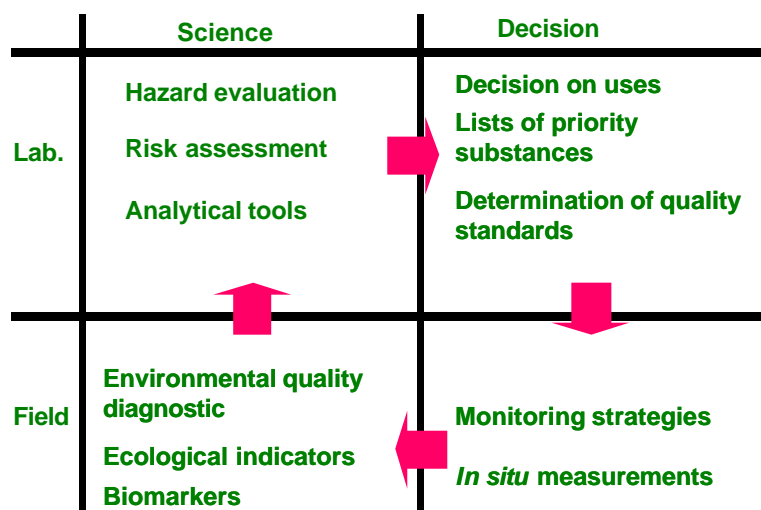 Science
Decision
Lab.
Hazard evaluation
Risk assessment
Analytical tools
Decision on uses
Lists of priority
substances
Determination of quality
standards
Field
Environmental quality
diagnostic
Ecological indicators
Biomarkers
Monitoring strategies
In situ measurements